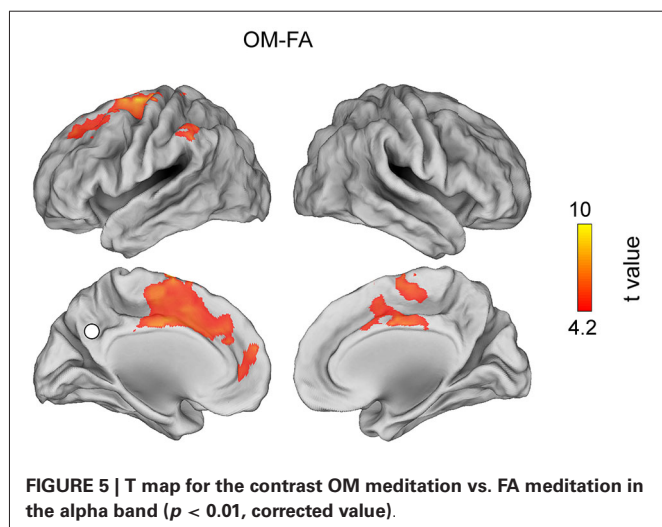 OM-FA
10
t value
4.2
FIGURE 5 | T map for the contrast OM meditation vs. FA meditation in
the alpha band (p < 0.01, corrected value).